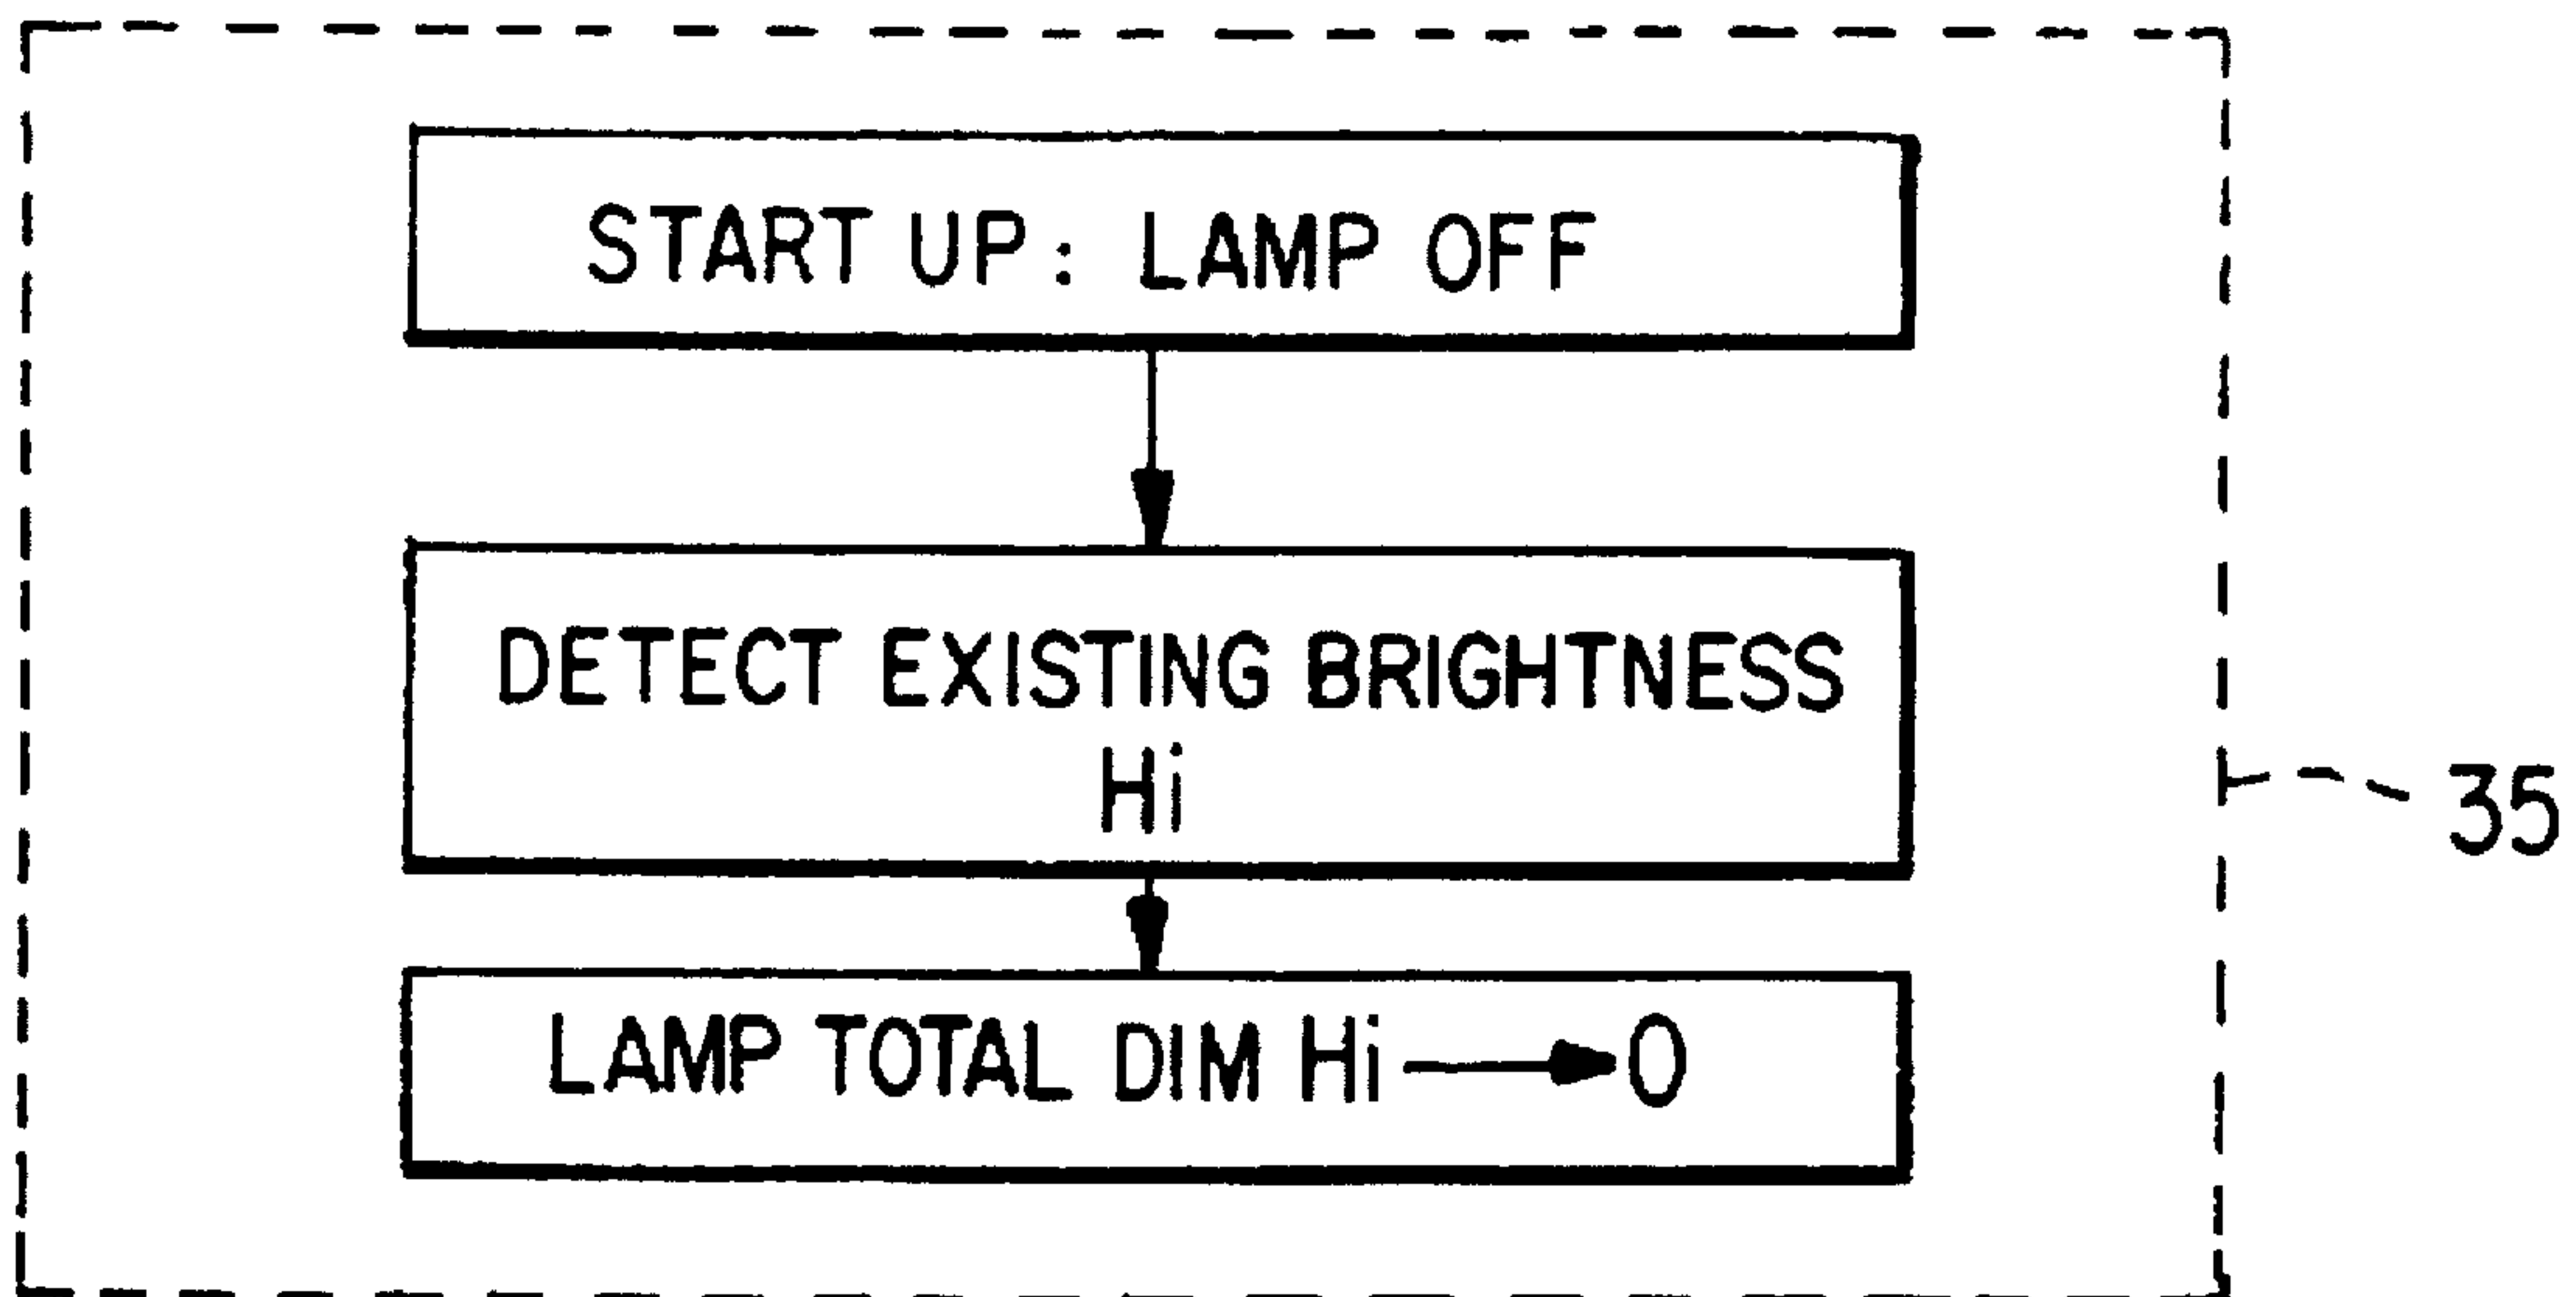 START UP: LAMP OFF
DETECT EXISTING BRIGHTNESS
Hi
35
LAMP TOTAL DIM Hi → 0